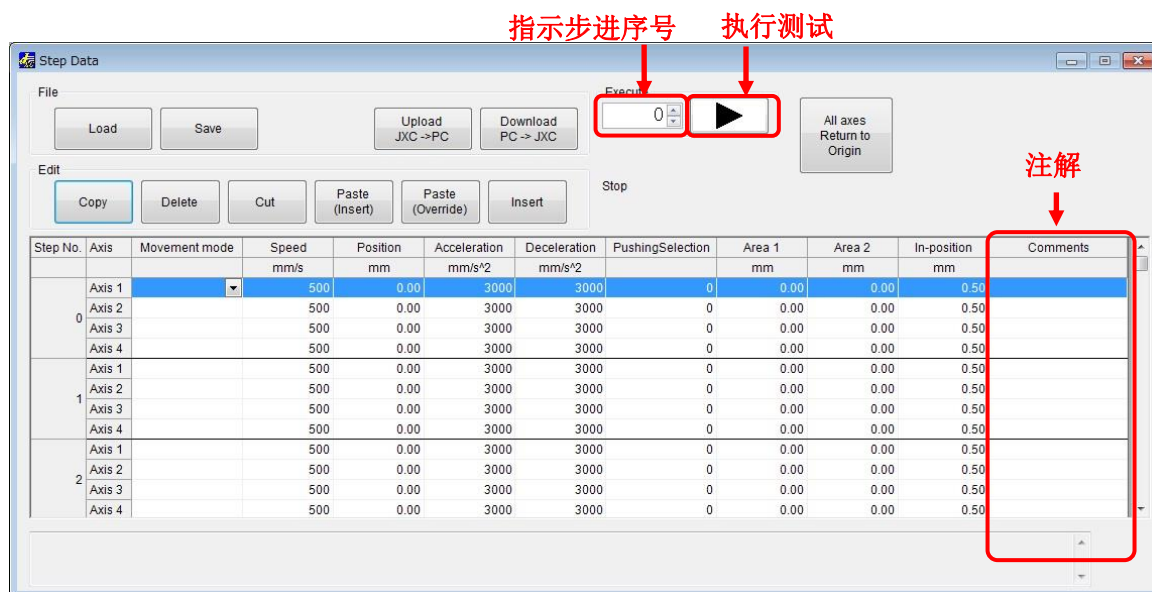 指示步进序号 执行测试
Step Data
File Execute
Load Save Upload Download 0 All axes
JXC ->PC PC -> JXC Return to
Origin
注解
Edit
Stop
Copy Delete Cut Paste Paste Insert
(Insert) (Override)
Step No. Axis Movement mode Speed Position Acceleration Deceleration PushingSelection Area 1 Area 2 In-position Comments
mm/s mm mm/s^2 mm/s^2 mm mm mm
Axis 1 500 0.00 3000 3000 0 0.00 0.00 0.50
0 Axis 2 500 0.00 3000 3000 0 0.00 0.00 0.50
Axis 3 500 0.00 3000 3000 0 0.00 0.00 0.50
Axis 4 500 0.00 3000 3000 0 0.00 0.00 0.50
Axis 1 500 0.00 3000 3000 0 0.00 0.00 0.50
1 Axis 2 500 0.00 3000 3000 0 0.00 0.00 0.50
Axis 3 500 0.00 3000 3000 0 0.00 0.00 0.50
Axis 4 500 0.00 3000 3000 0 0.00 0.00 0.50
Axis 1 500 0.00 3000 3000 0 0.00 0.00 0.50
2 Axis 2 500 0.00 3000 3000 0 0.00 0.00 0.50
Axis 3 500 0.00 3000 3000 0 0.00 0.00 0.50
Axis 4 500 0.00 3000 3000 0 0.00 0.00 0.50